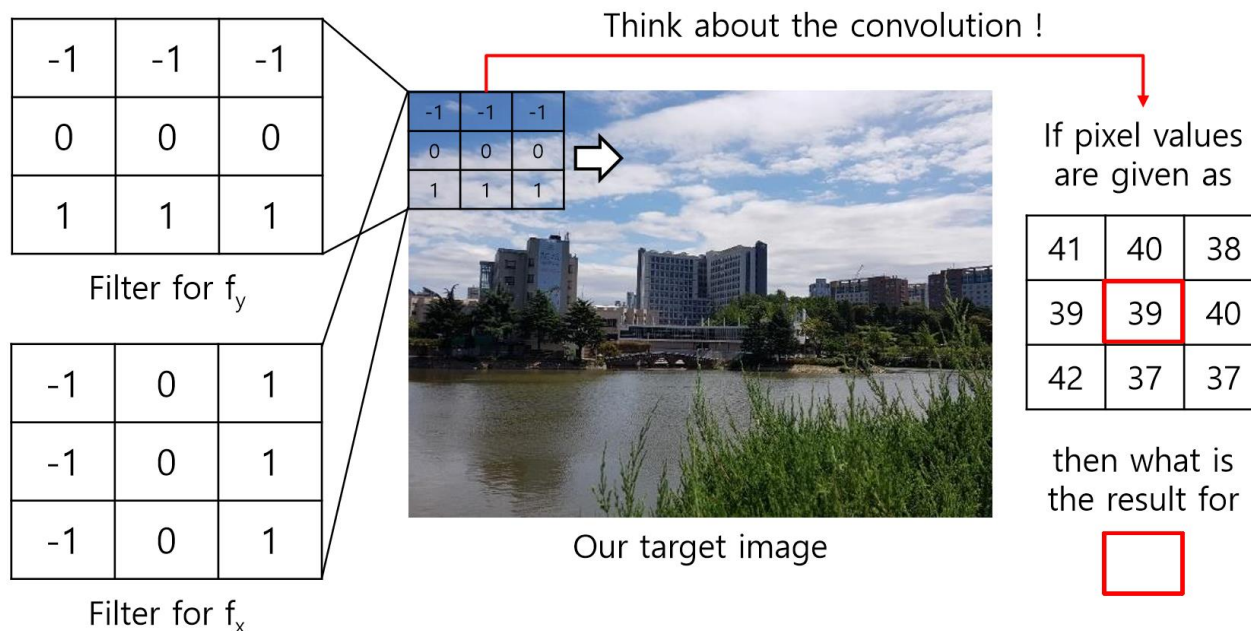 Think about the convolution !
-1 -1 -1
0 0 0
1 1 1
Filter for fy
-1 0 1
-1 0 1
-1 0 1
Filter for fx
-1 -1 -1
0 0 0
1 1 1
Our target image
If pixel values
are given as
41 40 38
39 39 40
42 37 37
then what is
the result for